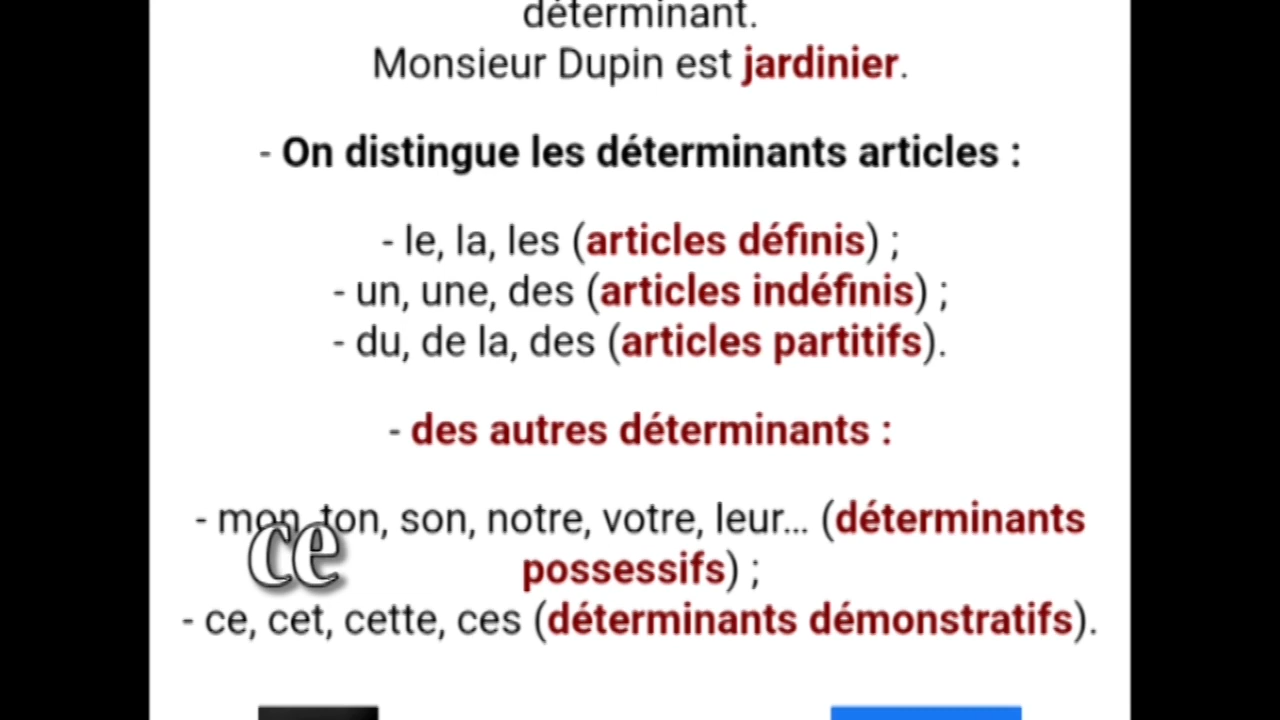 déterminant.
Monsieur Dupin est jardinier.
- On distingue les déterminants articles :
- le, la, les (articles définis) ;
- un, une, des (articles indéfinis) ;
- du, de la, des (articles partitifs).
- des autres déterminants :
- mon, ton, son, notre, votre, leur... (déterminants
ce
possessifs) ;
- ce, cet, cette, ces (déterminants démonstratifs).